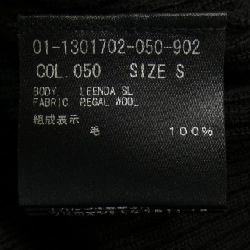 01-1301702-050-902
COL.050 SIZE S
BODY. LEENDA SL
FABRIC REGAL WOOL
組成表示
毛 100%